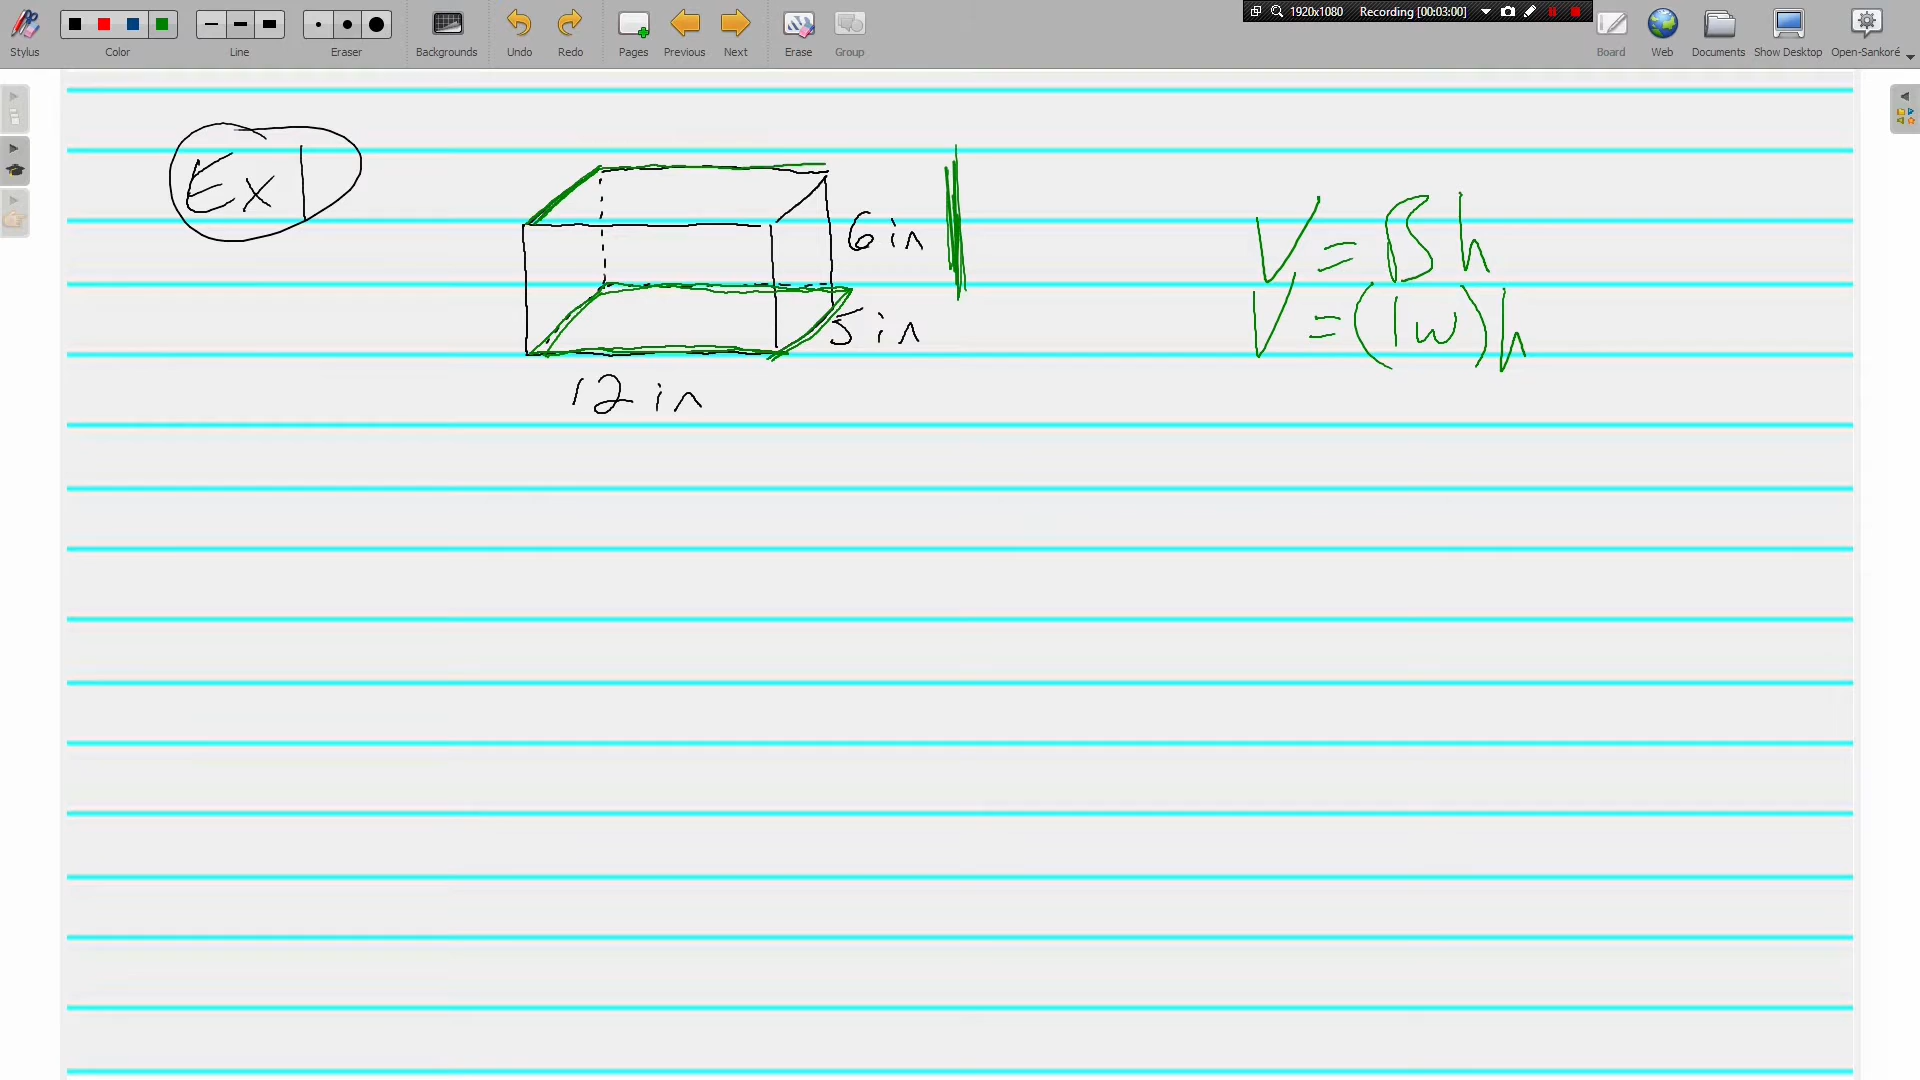 1920x1080 Recording [00:03:00]
Stylus Color Line Eraser Backgrounds Undo Redo Pages Previous Next Erase Group Board Web Documents Show Desktop Open-Sankoré
Ex 1
6 in
5 in
12 in
V = Bh
V = (lw)h